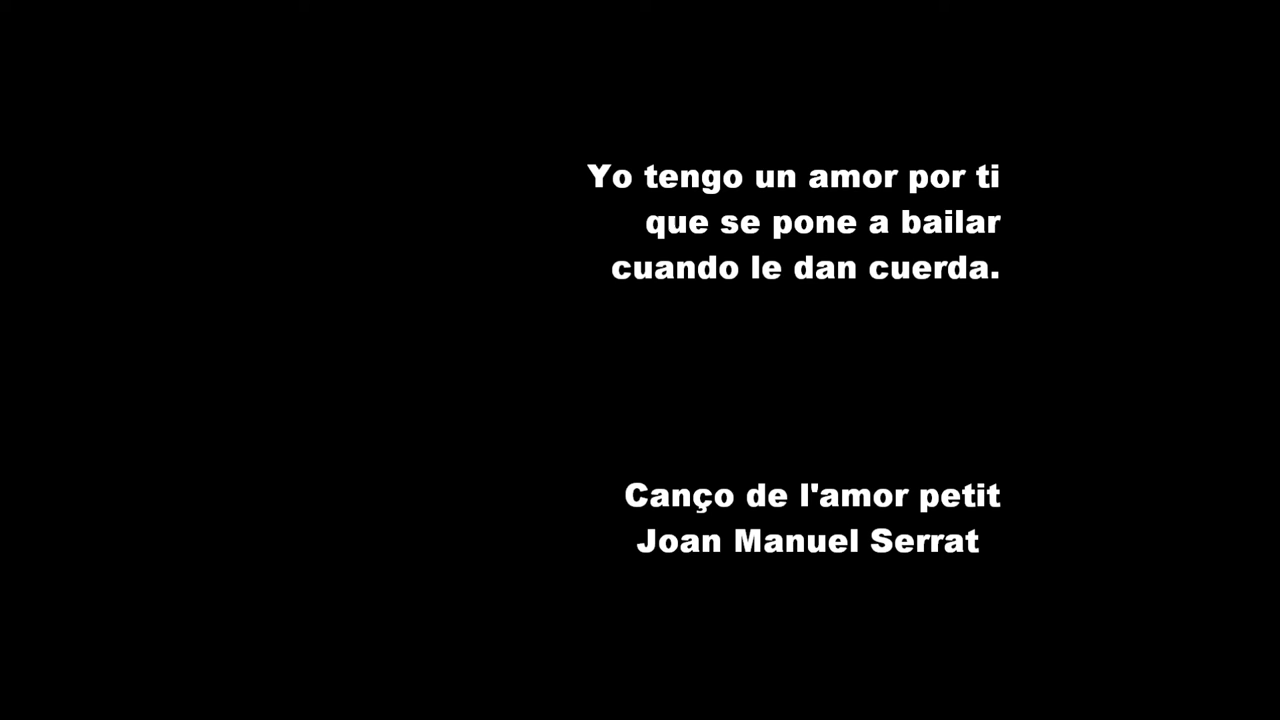 Yo tengo un amor por ti
que se pone a bailar
cuando le dan cuerda.
Canço de l'amor petit
Joan Manuel Serrat